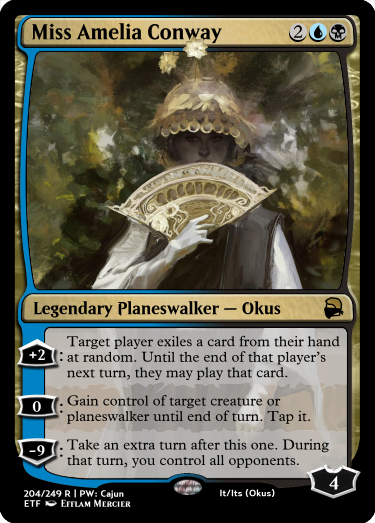 Miss Amelia Conway 2
Legendary Planeswalker — Okus
+2: Target player exiles a card from their hand
at random. Until the end of that player's
next turn, they may play that card.
0: Gain control of target creature or
planeswalker until end of turn. Tap it.
-9: Take an extra turn after this one. During
that turn, you control all opponents.
4
204/249 R | PW: Cajun It/Its (Okus)
ETF Efflam Mercier